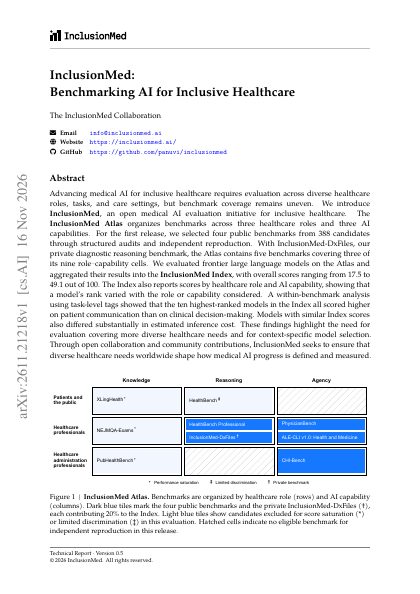 InclusionMed
InclusionMed:
Benchmarking AI for Inclusive Healthcare
The InclusionMed Collaboration
Email info@inclusionmed.ai
Website https://inclusionmed.ai/
GitHub https://github.com/panuvi/inclusionmed
arXiv:2611.21218v1 [cs.AI] 16 Nov 2026
Abstract
Advancing medical AI for inclusive healthcare requires evaluation across diverse healthcare
roles, tasks, and care settings, but benchmark coverage remains uneven. We introduce
InclusionMed, an open medical AI evaluation initiative for inclusive healthcare. The
InclusionMed Atlas organizes benchmarks across three healthcare roles and three AI
capabilities. For the first release, we selected four public benchmarks from 388 candidates
through structured audits and independent reproduction. With InclusionMed-DxFiles, our
private diagnostic reasoning benchmark, the Atlas contains five benchmarks covering three of
its nine role–capability cells. We evaluated frontier large language models on the Atlas and
aggregated their results into the InclusionMed Index, with overall scores ranging from 17.5 to
49.1 out of 100. The Index also reports scores by healthcare role and AI capability, showing that
a model's rank varied with the role or capability considered. A within-benchmark analysis
using task-level tags showed that the ten highest-ranked models in the Index all scored higher
on patient communication than on clinical decision-making. Models with similar Index scores
also differed substantially in estimated inference cost. These findings highlight the need for
evaluation covering more diverse healthcare needs and for context-specific model selection.
Through open collaboration and community contributions, InclusionMed seeks to ensure that
diverse healthcare needs worldwide shape how medical AI progress is defined and measured.
Knowledge Reasoning Agency
Patients and
the public
XLingHealth * HealthBench ‡
Healthcare
professionals
NEJMQA-Exams * HealthBench Professional PhysicianBench
InclusionMed-DxFiles † ALE-CLI v1.0: Health and Medicine
Healthcare
administration
professionals
PubHealthBench * CHI-Bench
* Performance saturation ‡ Limited discrimination † Private benchmark
Figure 1 | InclusionMed Atlas. Benchmarks are organized by healthcare role (rows) and AI capability
(columns). Dark blue tiles mark the four public benchmarks and the private InclusionMed-DxFiles (†),
each contributing 20% to the Index. Light blue tiles show candidates excluded for score saturation (*)
or limited discrimination (‡) in this evaluation. Hatched cells indicate no eligible benchmark for
independent reproduction in this release.
Technical Report · Version 0.5
© 2026 InclusionMed AI. All rights reserved.